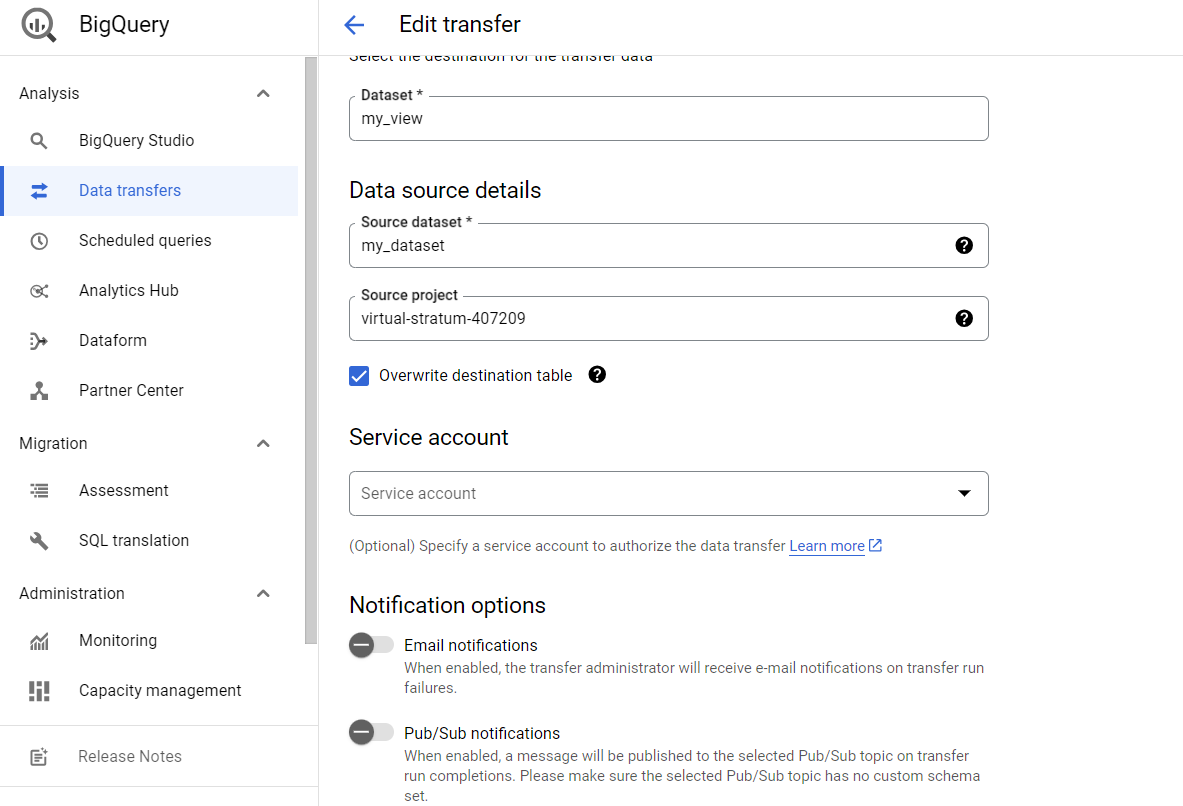 BigQuery
Edit transfer
Analysis
BigQuery Studio
Data transfers
Scheduled queries
Analytics Hub
Dataform
Partner Center
Migration
Assessment
SQL translation
Administration
Monitoring
Capacity management
Release Notes
Select the destination for the transfer data
Dataset *
my_view
Data source details
Source dataset *
my_dataset
Source project
virtual-stratum-407209
Overwrite destination table
Service account
Service account
(Optional) Specify a service account to authorize the data transfer Learn more
Notification options
Email notifications
When enabled, the transfer administrator will receive e-mail notifications on transfer run
failures.
Pub/Sub notifications
When enabled, a message will be published to the selected Pub/Sub topic on transfer
run completions. Please make sure the selected Pub/Sub topic has no custom schema
set.